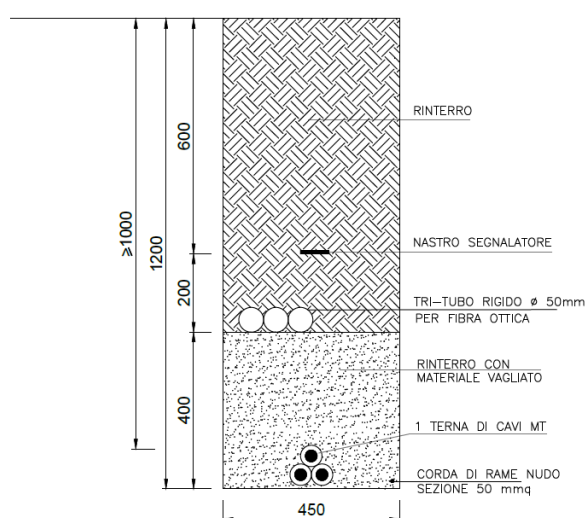 RINTERRO
600
≥1000
1200
NASTRO SEGNALATORE
200
TRI-TUBO RIGIDO ø 50mm
PER FIBRA OTTICA
RINTERRO CON
MATERIALE VAGLIATO
400
1 TERNA DI CAVI MT
CORDA DI RAME NUDO
SEZIONE 50 mmq
450